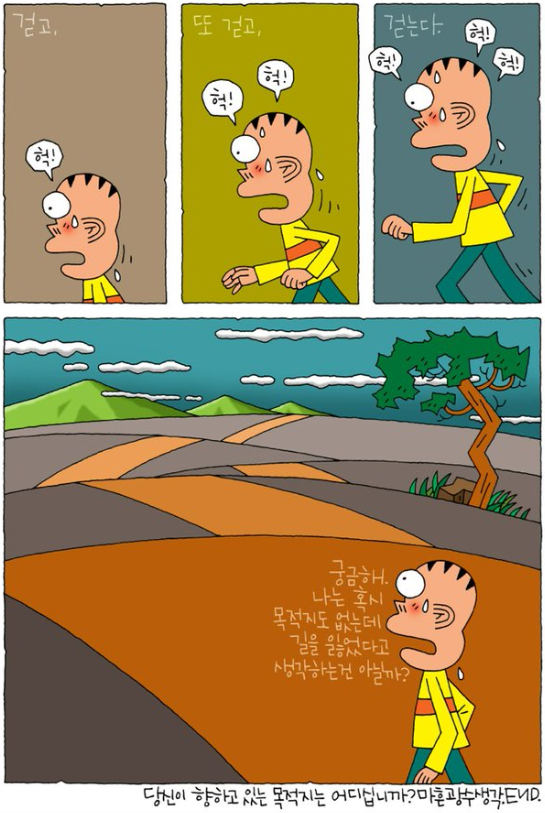 걷고,
헉!
또 걷고,
헉!
헉!
걷는다.
헉!
헉!
헉!
궁금해.
나는 혹시
목적지도 없는데
길을 잃었다고
생각하는건 아닐까?
당신이 향하고 있는 목적지는 어디십니까? 마흔광수생각.END.